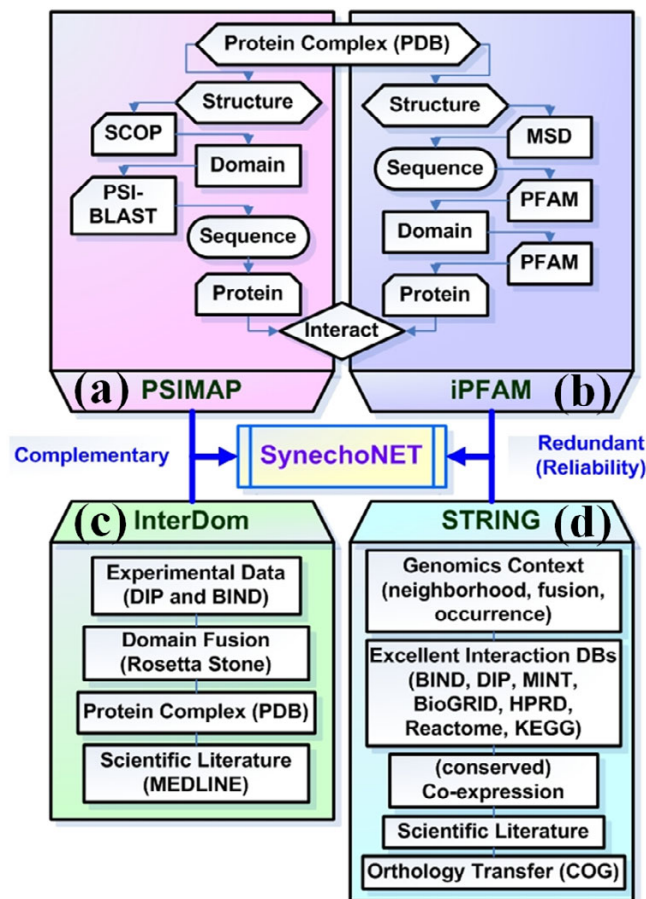 Protein Complex (PDB)
Structure
SCOP
Domain
PSI-
BLAST
Sequence
Protein
Structure
MSD
Sequence
PFAM
Domain
PFAM
Protein
Interact
(a) PSIMAP
iPFAM (b)
Complementary
SynechoNET
Redundant
(Reliability)
(c) InterDom
Experimental Data
(DIP and BIND)
Domain Fusion
(Rosetta Stone)
Protein Complex (PDB)
Scientific Literature
(MEDLINE)
STRING (d)
Genomics Context
(neighborhood, fusion,
occurrence)
Excellent Interaction DBs
(BIND, DIP, MINT,
BioGRID, HPRD,
Reactome, KEGG)
(conserved)
Co-expression
Scientific Literature
Orthology Transfer (COG)